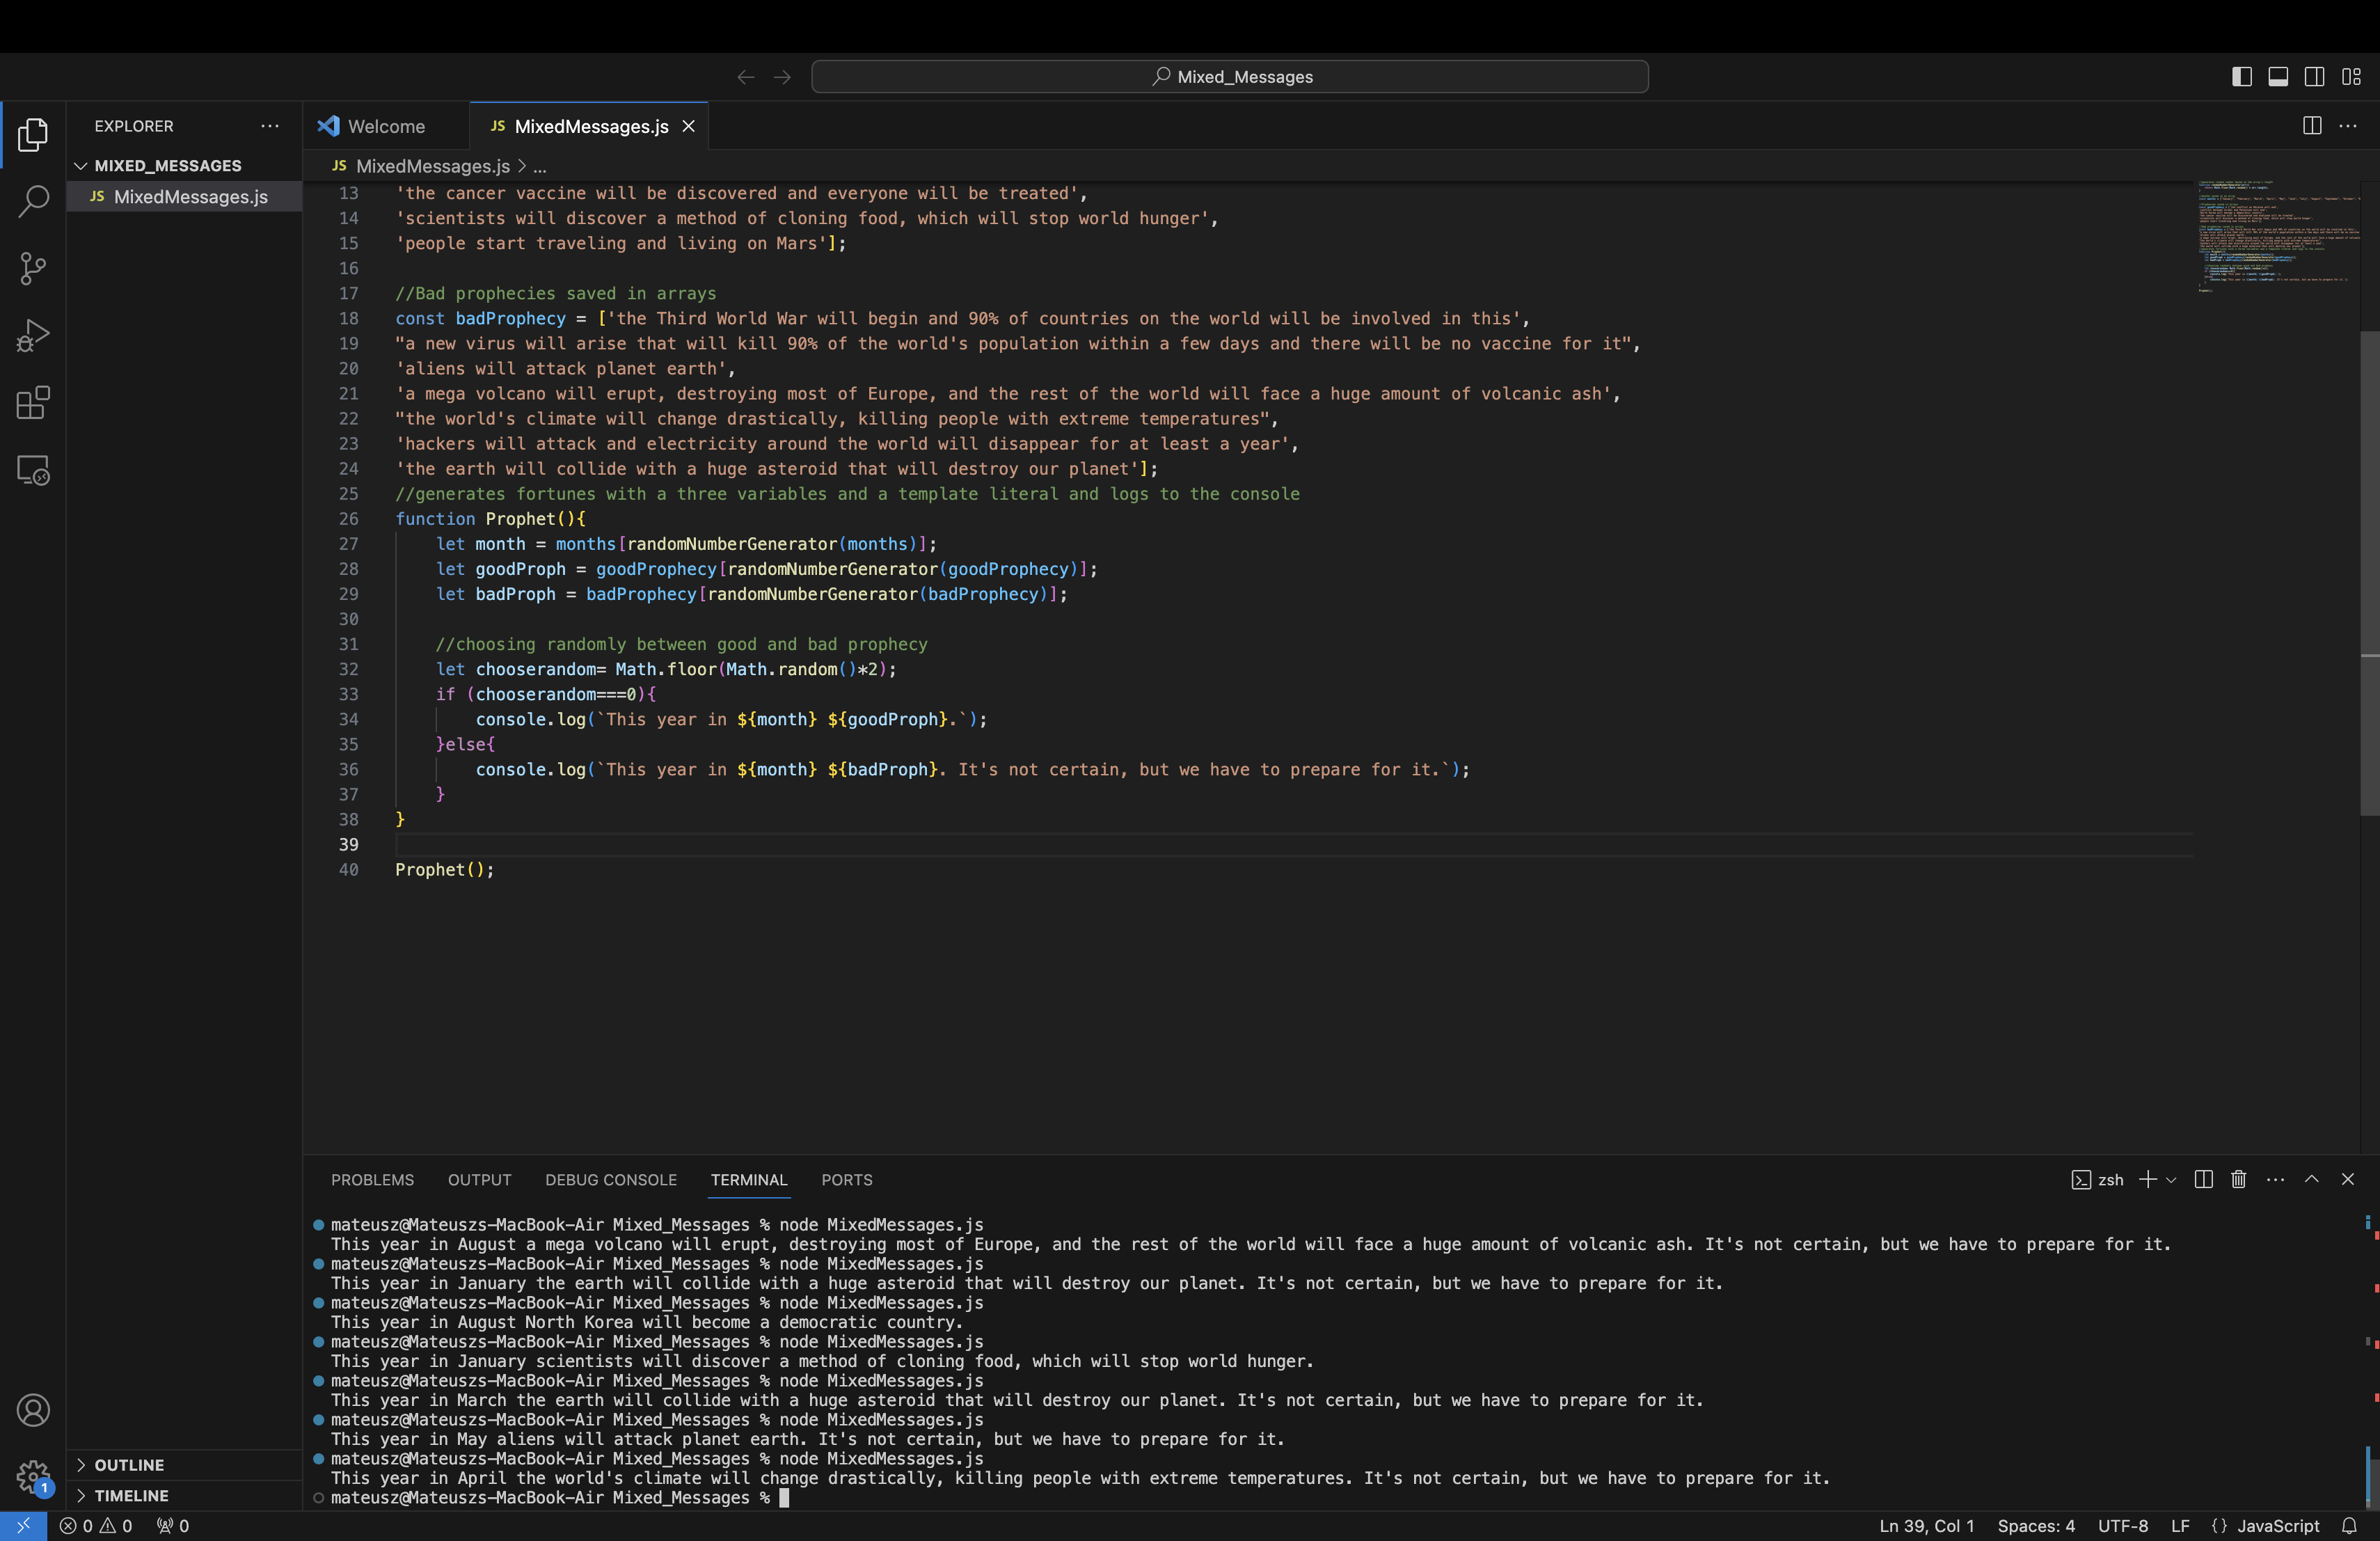 Mixed_Messages
EXPLORER
MIXED_MESSAGES
JS MixedMessages.js
OUTLINE
TIMELINE
Welcome
JS MixedMessages.js
JS MixedMessages.js > ...
13 'the cancer vaccine will be discovered and everyone will be treated',
14 'scientists will discover a method of cloning food, which will stop world hunger',
15 'people start traveling and living on Mars'];
16
17 //Bad prophecies saved in arrays
18 const badProphecy = ['the Third World War will begin and 90% of countries on the world will be involved in this',
19 "a new virus will arise that will kill 90% of the world's population within a few days and there will be no vaccine for it",
20 'aliens will attack planet earth',
21 'a mega volcano will erupt, destroying most of Europe, and the rest of the world will face a huge amount of volcanic ash',
22 "the world's climate will change drastically, killing people with extreme temperatures",
23 'hackers will attack and electricity around the world will disappear for at least a year',
24 'the earth will collide with a huge asteroid that will destroy our planet'];
25 //generates fortunes with a three variables and a template literal and logs to the console
26 function Prophet(){
27 let month = months[randomNumberGenerator(months)];
28 let goodProph = goodProphecy[randomNumberGenerator(goodProphecy)];
29 let badProph = badProphecy[randomNumberGenerator(badProphecy)];
30
31 //choosing randomly between good and bad prophecy
32 let chooserandom= Math.floor(Math.random()*2);
33 if (chooserandom===0){
34 console.log(`This year in ${month} ${goodProph}.`);
35 }else{
36 console.log(`This year in ${month} ${badProph}. It's not certain, but we have to prepare for it.`);
37 }
38 }
39
40 Prophet();
PROBLEMS OUTPUT DEBUG CONSOLE TERMINAL PORTS
zsh
mateusz@Mateuszs-MacBook-Air Mixed_Messages % node MixedMessages.js
This year in August a mega volcano will erupt, destroying most of Europe, and the rest of the world will face a huge amount of volcanic ash. It's not certain, but we have to prepare for it.
mateusz@Mateuszs-MacBook-Air Mixed_Messages % node MixedMessages.js
This year in January the earth will collide with a huge asteroid that will destroy our planet. It's not certain, but we have to prepare for it.
mateusz@Mateuszs-MacBook-Air Mixed_Messages % node MixedMessages.js
This year in August North Korea will become a democratic country.
mateusz@Mateuszs-MacBook-Air Mixed_Messages % node MixedMessages.js
This year in January scientists will discover a method of cloning food, which will stop world hunger.
mateusz@Mateuszs-MacBook-Air Mixed_Messages % node MixedMessages.js
This year in March the earth will collide with a huge asteroid that will destroy our planet. It's not certain, but we have to prepare for it.
mateusz@Mateuszs-MacBook-Air Mixed_Messages % node MixedMessages.js
This year in May aliens will attack planet earth. It's not certain, but we have to prepare for it.
mateusz@Mateuszs-MacBook-Air Mixed_Messages % node MixedMessages.js
This year in April the world's climate will change drastically, killing people with extreme temperatures. It's not certain, but we have to prepare for it.
mateusz@Mateuszs-MacBook-Air Mixed_Messages %
1
0 0 0
Ln 39, Col 1 Spaces: 4 UTF-8 LF {} JavaScript